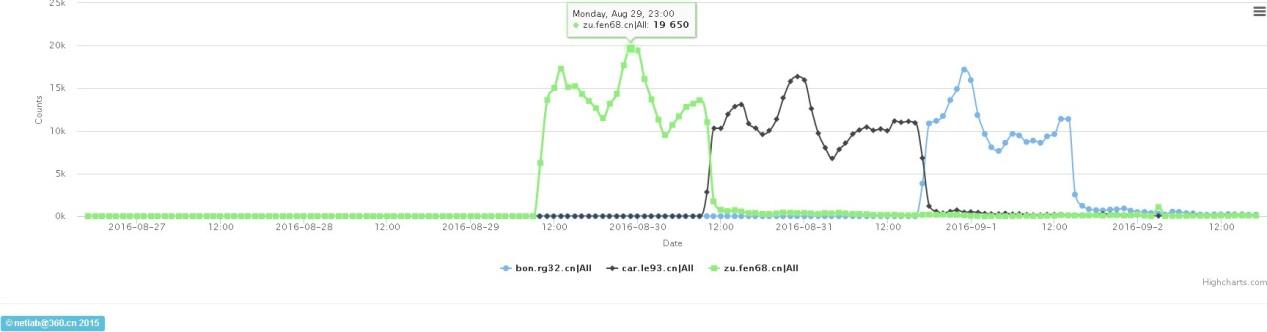 25k
Monday, Aug 29, 23:00
zu.fen68.cn|All: 19 650
20k
15k
Counts
10k
5k
0k
2016-08-27 12:00 2016-08-28 12:00 2016-08-29 12:00 2016-08-30 12:00 2016-08-31 12:00 2016-09-1 12:00 2016-09-2 12:00
Date
bon.rg32.cn|All car.le93.cn|All zu.fen68.cn|All
Highcharts.com
© netlab@360.cn 2015